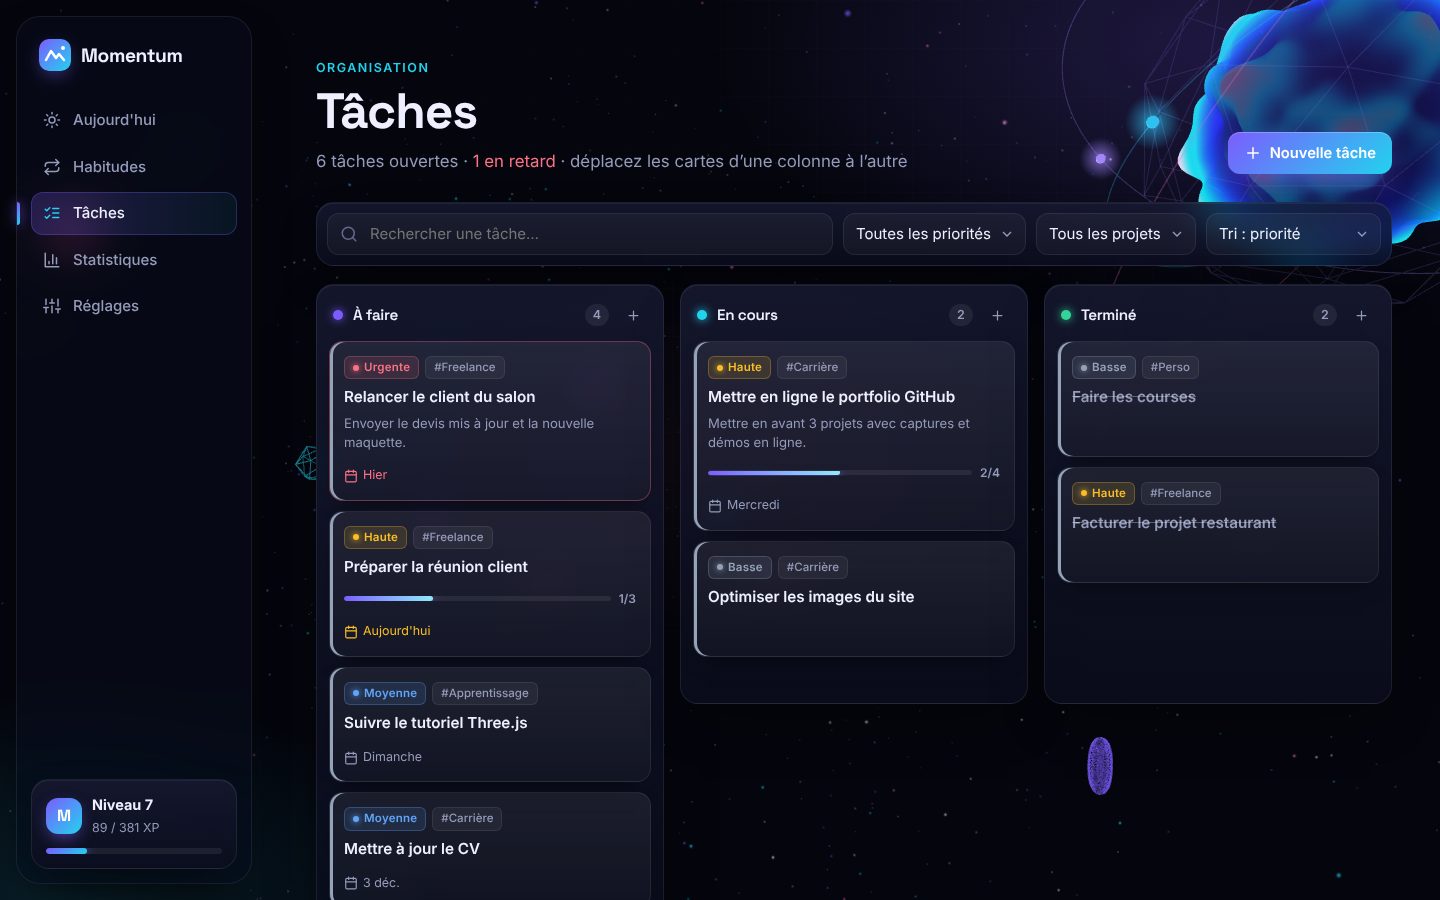 Momentum
Aujourd'hui
Habitudes
Tâches
Statistiques
Réglages
M
Niveau 7
89 / 381 XP
ORGANISATION
Tâches
6 tâches ouvertes · 1 en retard · déplacez les cartes d’une colonne à l’autre
Nouvelle tâche
Rechercher une tâche...
Toutes les priorités
Tous les projets
Tri : priorité
À faire
4
Urgente
#Freelance
Relancer le client du salon
Envoyer le devis mis à jour et la nouvelle
maquette.
Hier
Haute
#Freelance
Préparer la réunion client
1/3
Aujourd'hui
Moyenne
#Apprentissage
Suivre le tutoriel Three.js
Dimanche
Moyenne
#Carrière
Mettre à jour le CV
3 déc.
En cours
2
Haute
#Carrière
Mettre en ligne le portfolio GitHub
Mettre en avant 3 projets avec captures et
démos en ligne.
2/4
Mercredi
Basse
#Carrière
Optimiser les images du site
Terminé
2
Basse
#Perso
Faire les courses
Haute
#Freelance
Facturer le projet restaurant